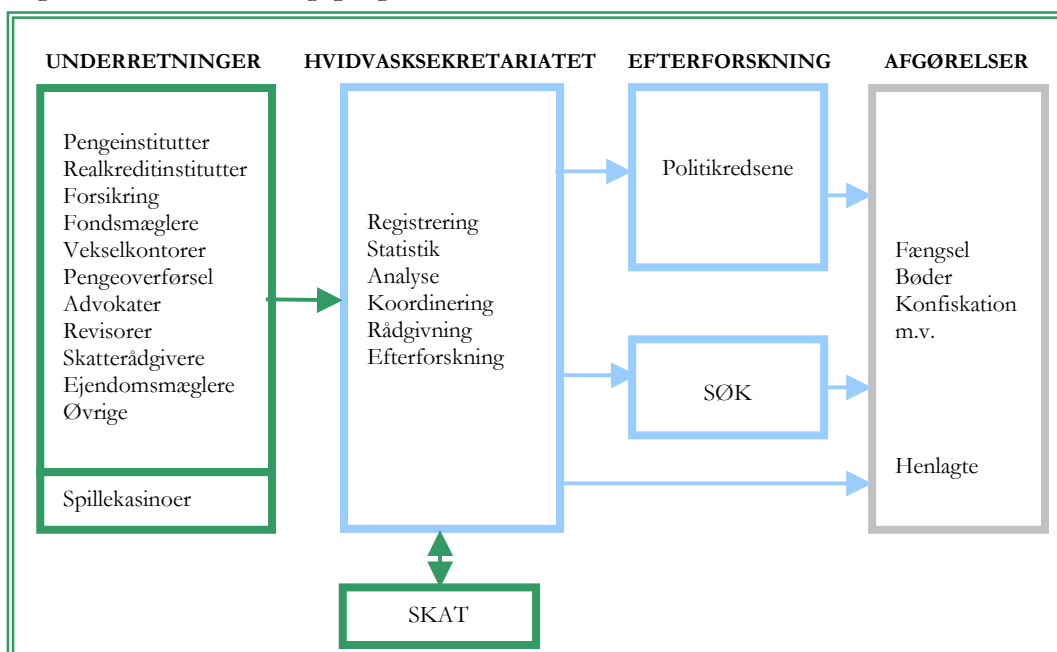 UNDERRETNINGER
HVIDVASKSEKRETARIATET
EFTERFORSKNING
AFGØRELSER
Pengeinstitutter
Realkreditinstitutter
Forsikring
Fondsmæglere
Vekselkontorer
Pengeoverførsel
Advokater
Revisorer
Skatterådgivere
Ejendomsmæglere
Øvrige
Spillekasinoer
Registrering
Statistik
Analyse
Koordinering
Rådgivning
Efterforskning
SKAT
Politikredsene
SØK
Fængsel
Bøder
Konfiskation
m.v.
Henlagte